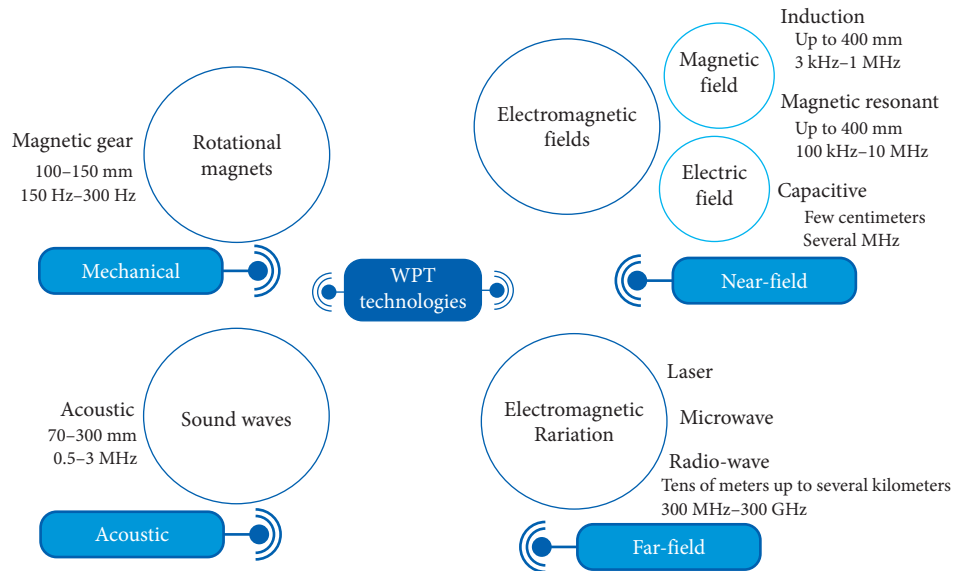 Magnetic gear
100–150 mm
150 Hz–300 Hz
Rotational
magnets
Mechanical
Electromagnetic
fields
Magnetic
field
Electric
field
Induction
Up to 400 mm
3 kHz–1 MHz
Magnetic resonant
Up to 400 mm
100 kHz–10 MHz
Capacitive
Few centimeters
Several MHz
Near-field
WPT
technologies
Acoustic
70–300 mm
0.5–3 MHz
Sound waves
Acoustic
Electromagnetic
Rariation
Laser
Microwave
Radio-wave
Tens of meters up to several kilometers
300 MHz–300 GHz
Far-field